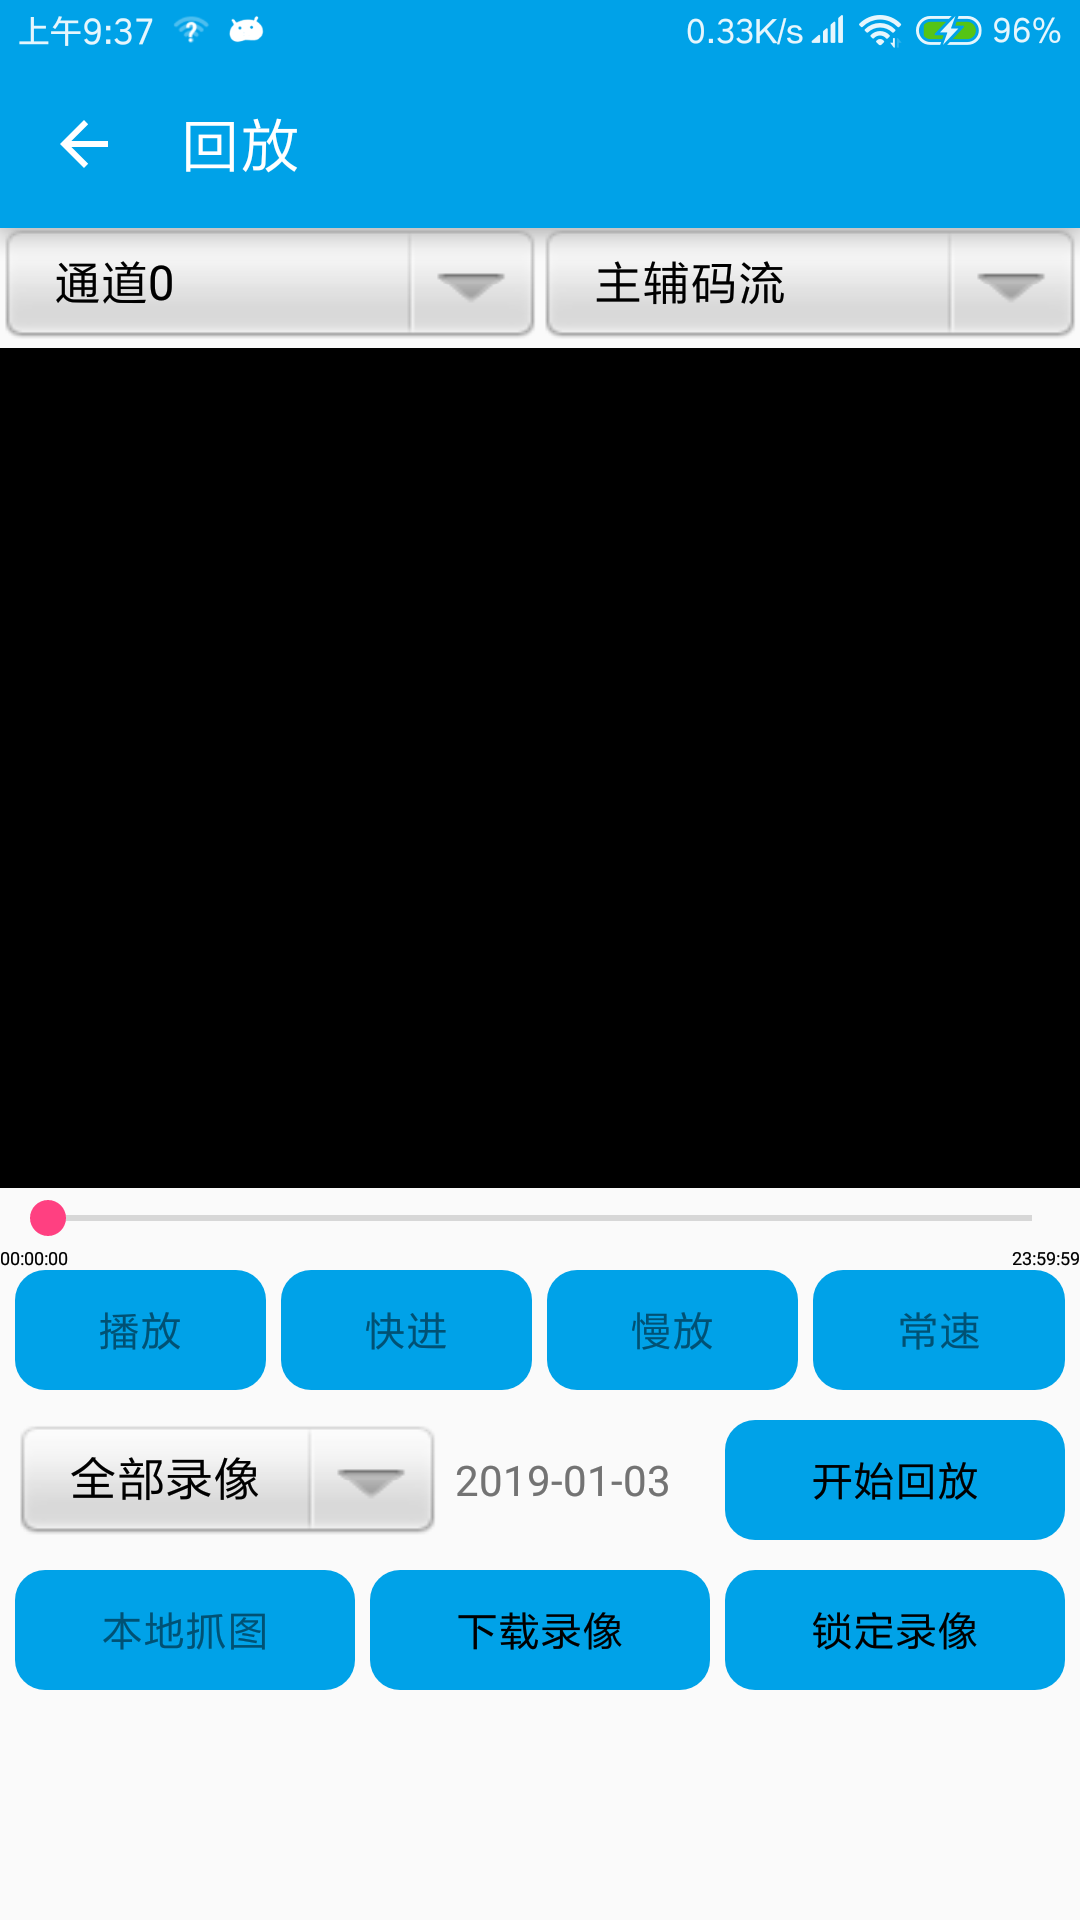 上午9:37 0.33K/s 96%
回放
通道0 主辅码流
00:00:00 23:59:59
播放 快进 慢放 常速
全部录像 2019-01-03 开始回放
本地抓图 下载录像 锁定录像